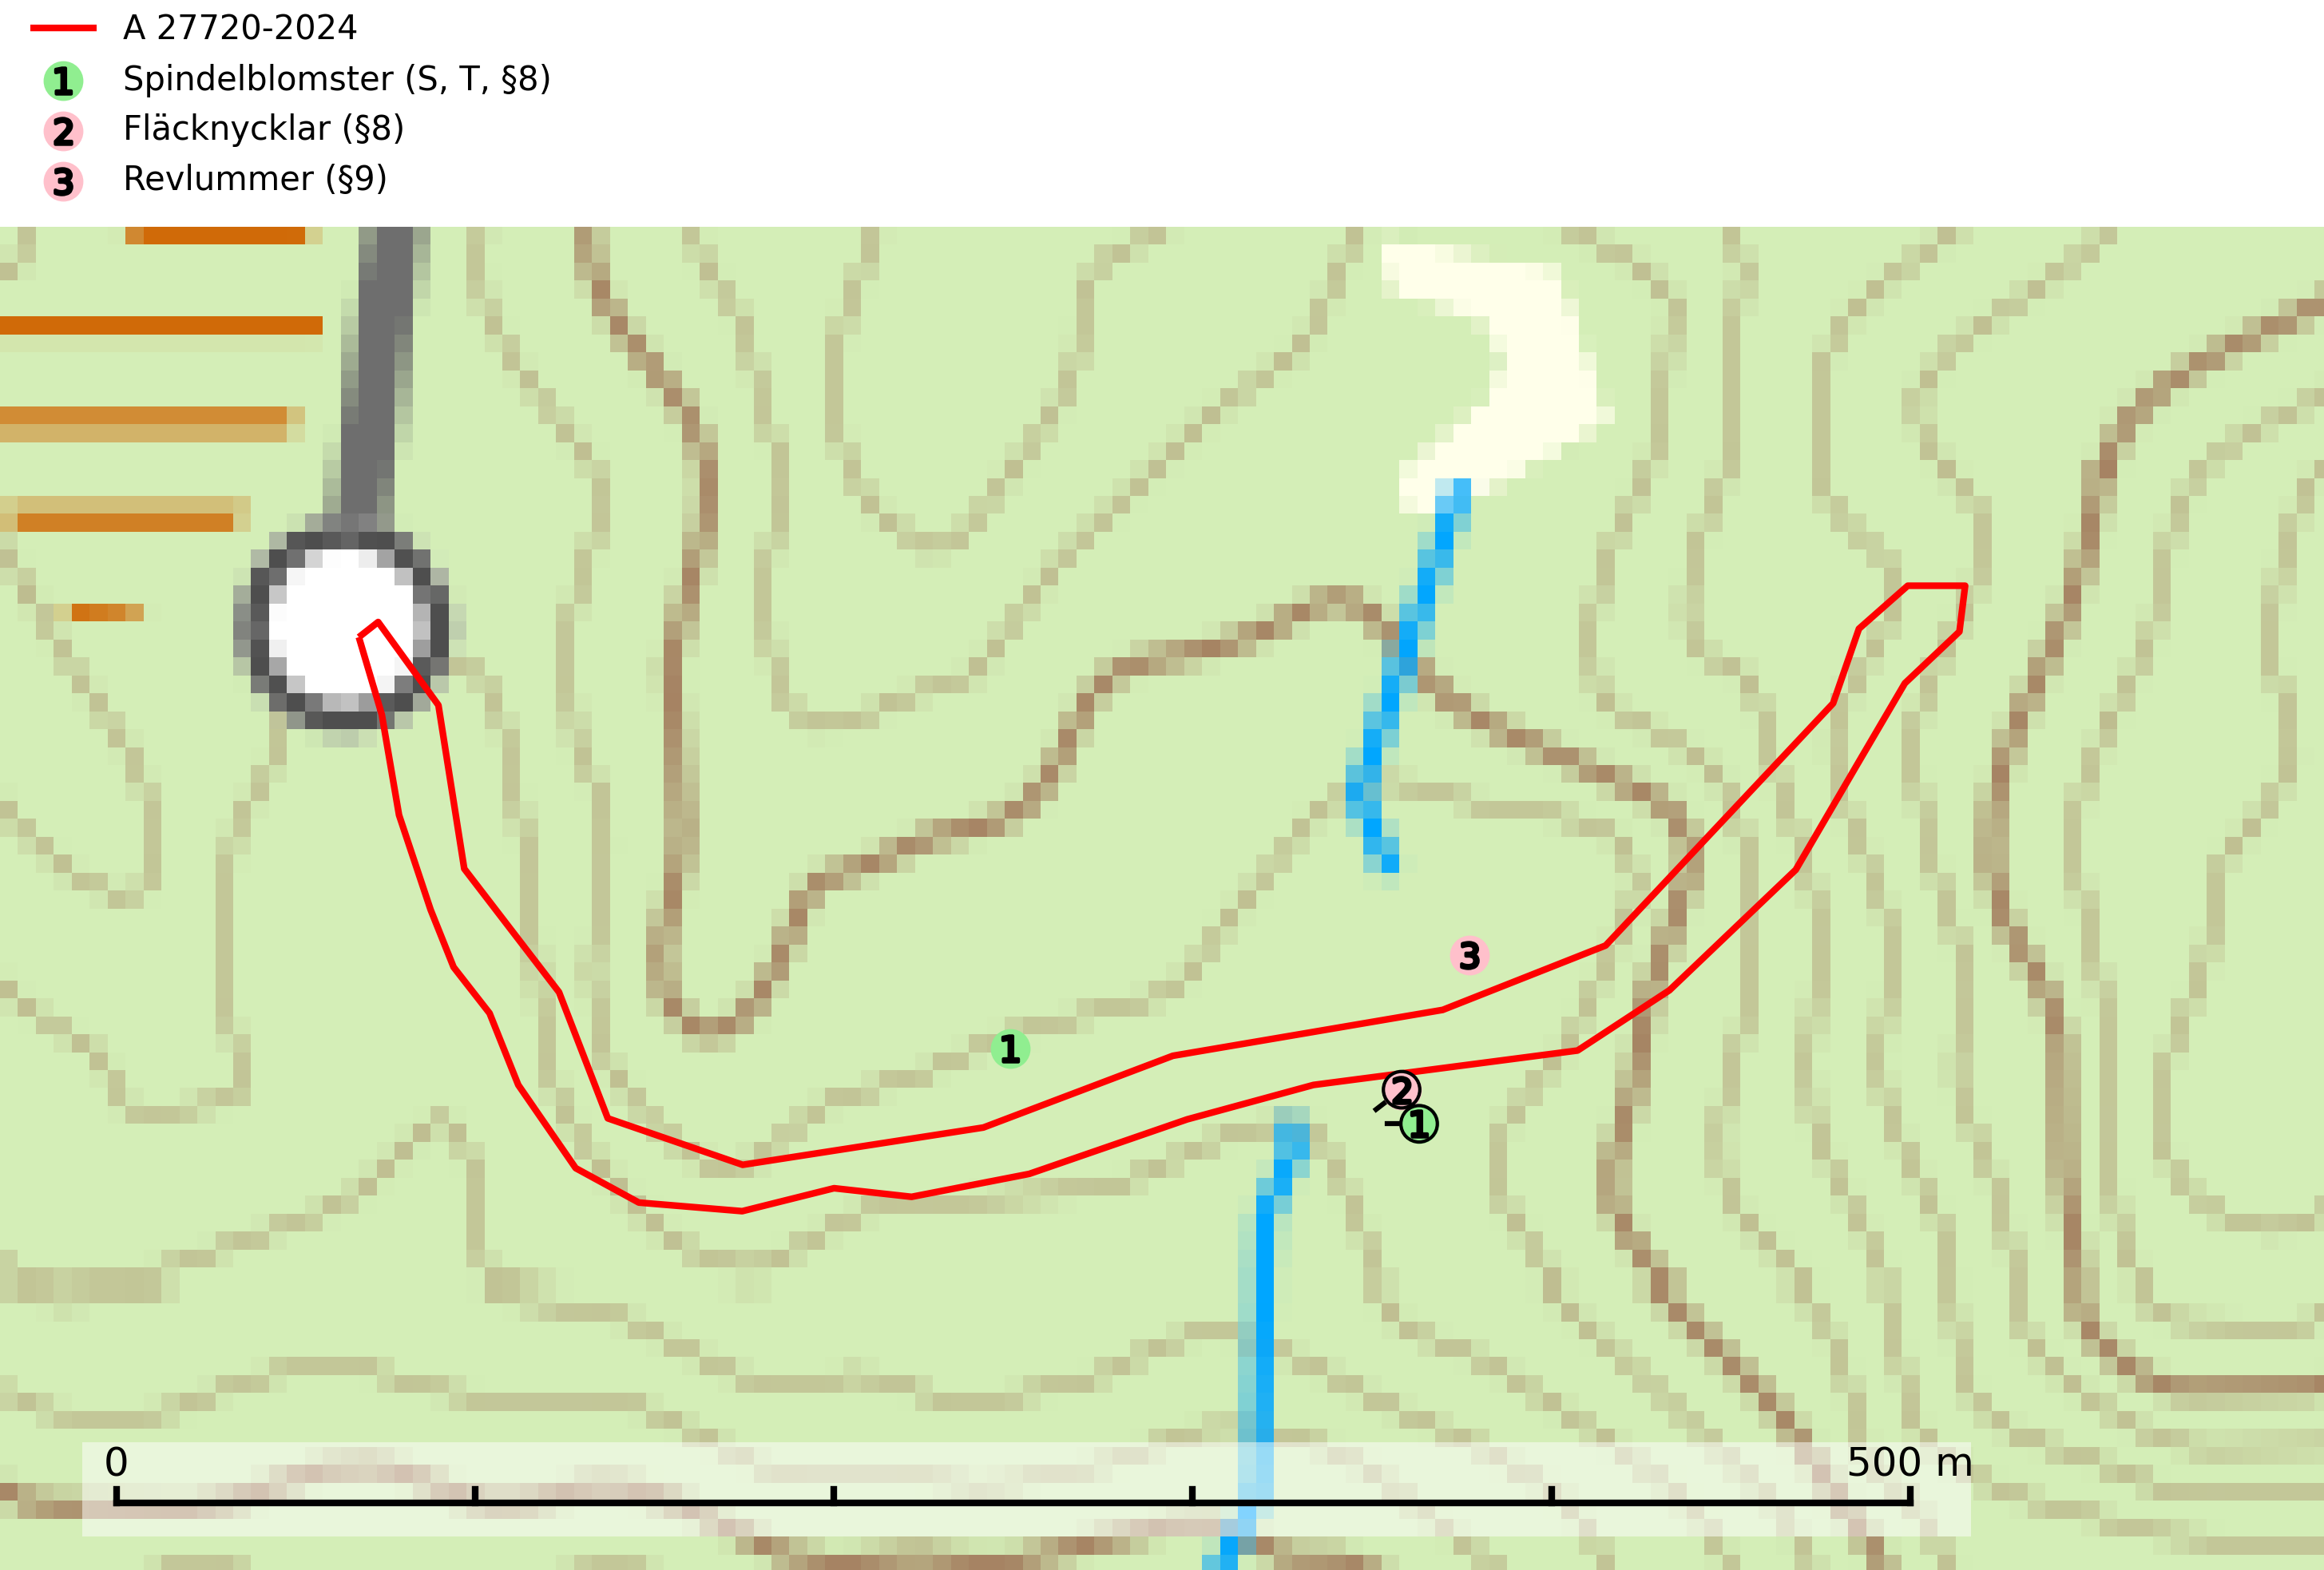 A 27720-2024
1 Spindelblomster (S, T, §8)
2 Fläcknycklar (§8)
3 Revlummer (§9)
3
1
2
1
0 500 m